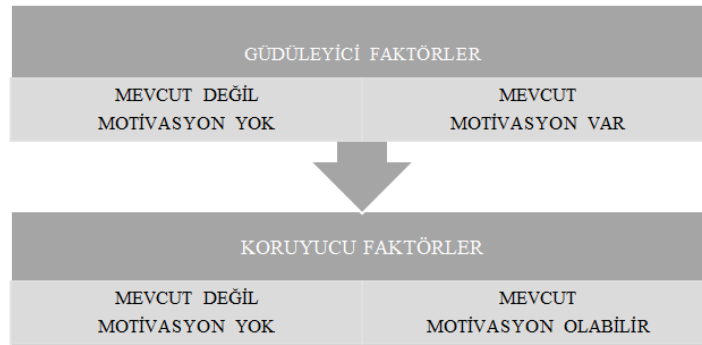 GÜDÜLEYİCİ FAKTÖRLER
MEVCUT DEĞİL
MOTİVASYON YOK
MEVCUT
MOTİVASYON VAR
KORUYUCU FAKTÖRLER
MEVCUT DEĞİL
MOTİVASYON YOK
MEVCUT
MOTİVASYON OLABİLİR